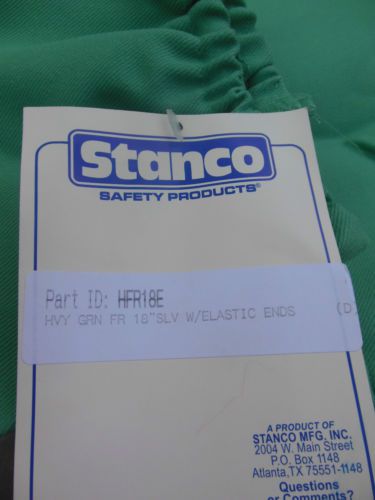 Stanco
SAFETY PRODUCTS®
Part ID: HFR18E
HVY GRN FR 18"SLV W/ELASTIC ENDS (D)
A PRODUCT OF
STANCO MFG. INC.
2004 W. Main Street
P.O. Box 1148
Atlanta, TX 75551-1148
Questions
or Comments?